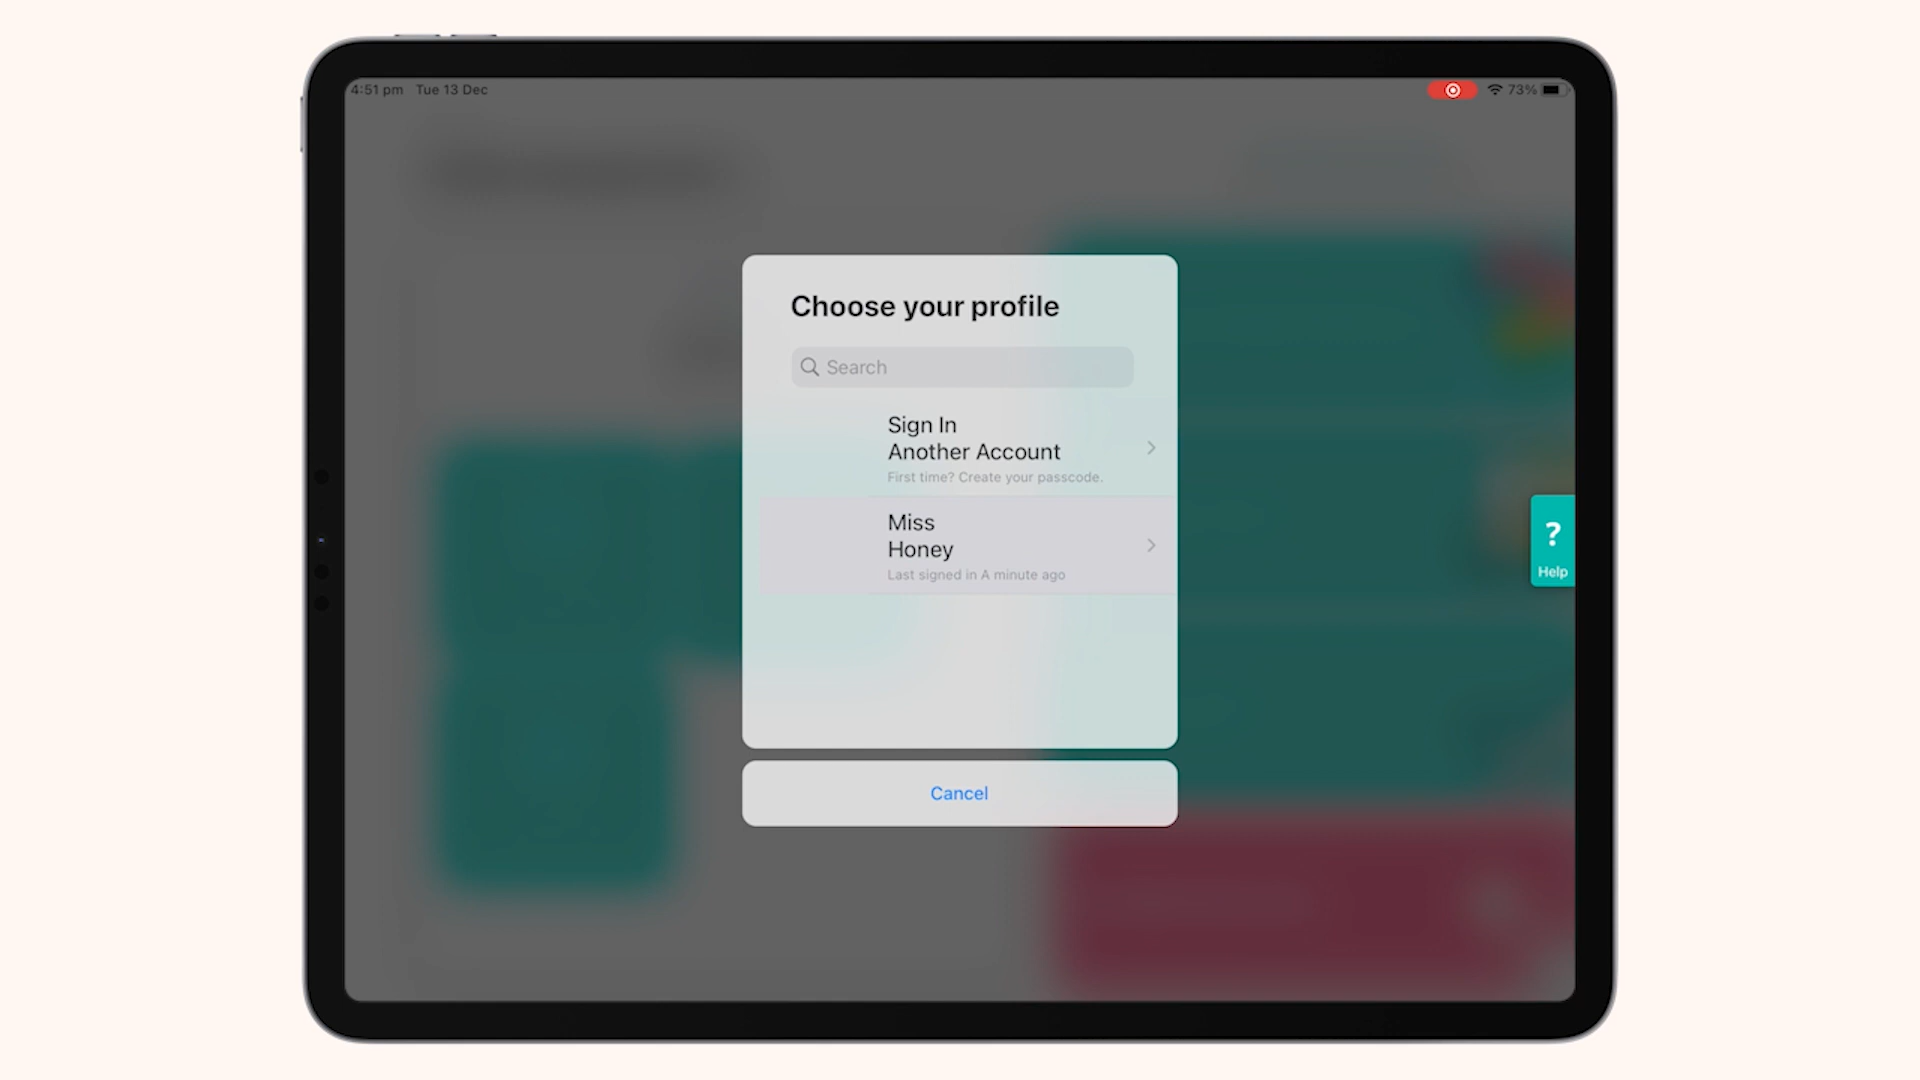 4:51 pm Tue 13 Dec
73%
Choose your profile
Search
Sign In
Another Account
First time? Create your passcode.
Miss
Honey
Last signed in A minute ago
?
Help
Cancel